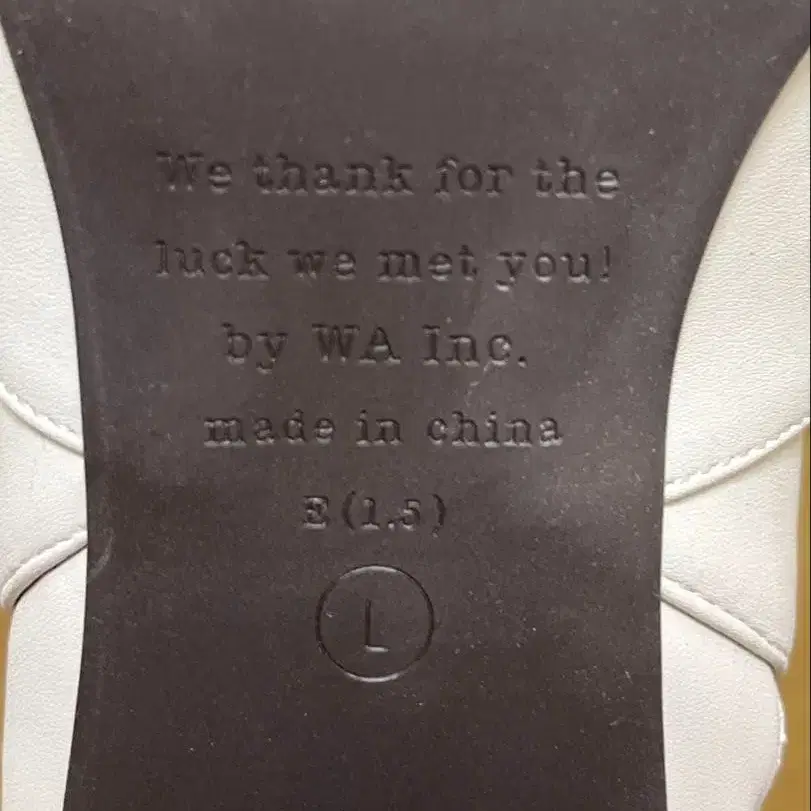 We thank for the
luck we met you!
by WA Inc.
made in china
E(1.5)
L